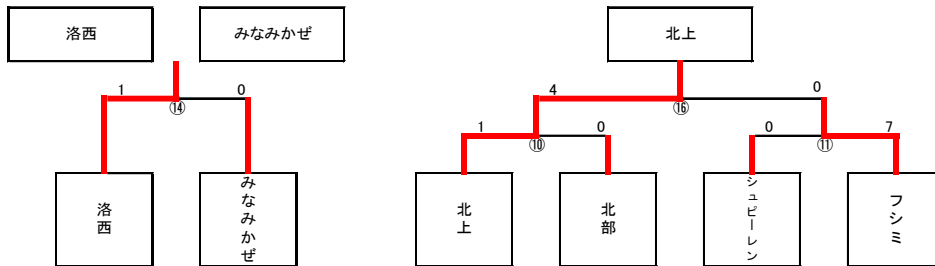 洛西 みなみかぜ 北上
1 0 4 0
⑭ ⑯
1 0 0 7
⑩ ⑪
洛西
みなみかぜ
北上
北部
シュピーレン
フシミ